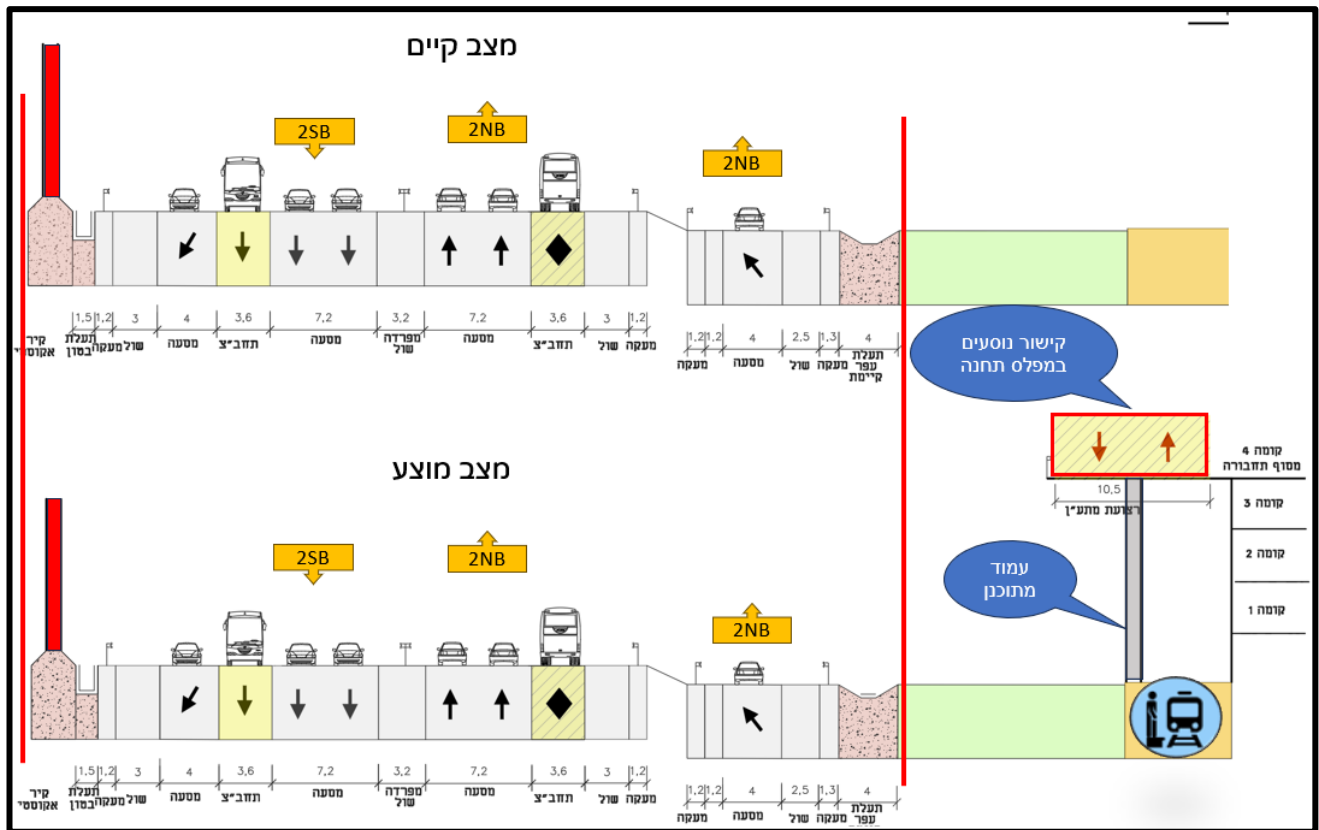 מצב קיים
2SB
2NB
2NB
1,5
1,2
3
4
3,6
7,2
3,2
7,2
3,6
3
1,2
קיר
אקוסטי
תעלת
בטון
מעקה
שול
מסעה
תחב"צ
מסעה
מפרדה
שול
מסעה
תחב"צ
שול
מעקה
1,2
1,2
4
2,5
1,3
4
מעקה
מסעה
שול
מעקה
תעלת
עפר
קיימת
קישור נוסעים
במפלס תחנה
מצב מוצע
קומה 4
מסוף תחבורה
10,5
רצועת מתע"ן
קומה 3
קומה 2
קומה 1
עמוד
מתוכנן
2SB
2NB
2NB
1,5
1,2
3
4
3,6
7,2
3,2
7,2
3,6
3
1,2
קיר
אקוסטי
תעלת
בטון
מעקה
שול
מסעה
תחב"צ
מסעה
מפרדה
שול
מסעה
תחב"צ
שול
מעקה
1,2
1,2
4
2,5
1,3
4
מעקה
מסעה
שול
מעקה
תעלת
עפר